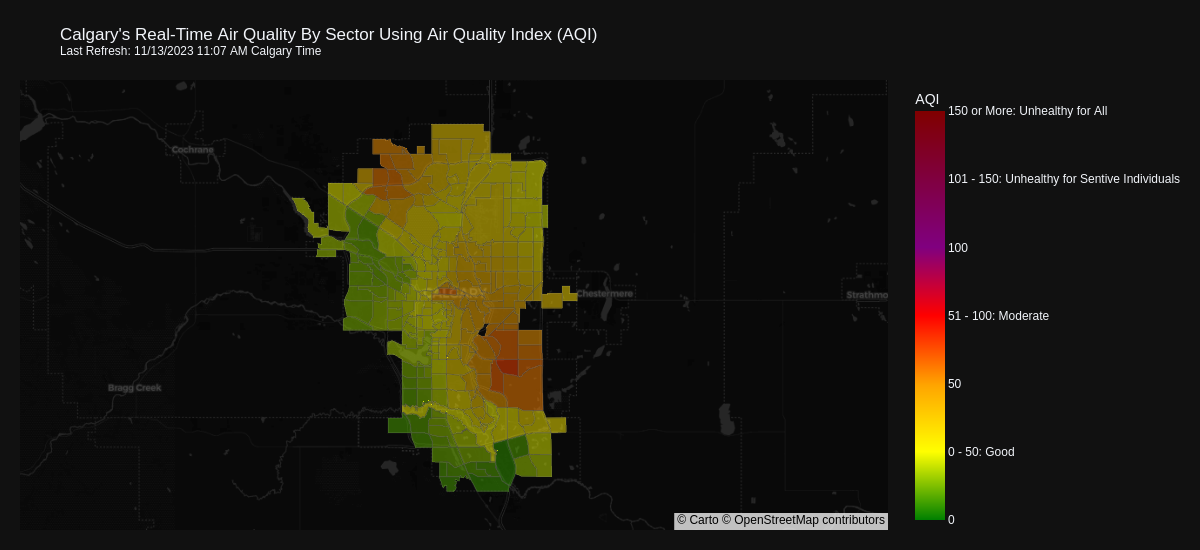 Calgary's Real-Time Air Quality By Sector Using Air Quality Index (AQI)
Last Refresh: 11/13/2023 11:07 AM Calgary Time
AQI
150 or More: Unhealthy for All
Cochrane
101 - 150: Unhealthy for Sentive Individuals
100
CALGARY
Chestermere
Strathmo
51 - 100: Moderate
50
Bragg Creek
0 - 50: Good
© Carto © OpenStreetMap contributors
0